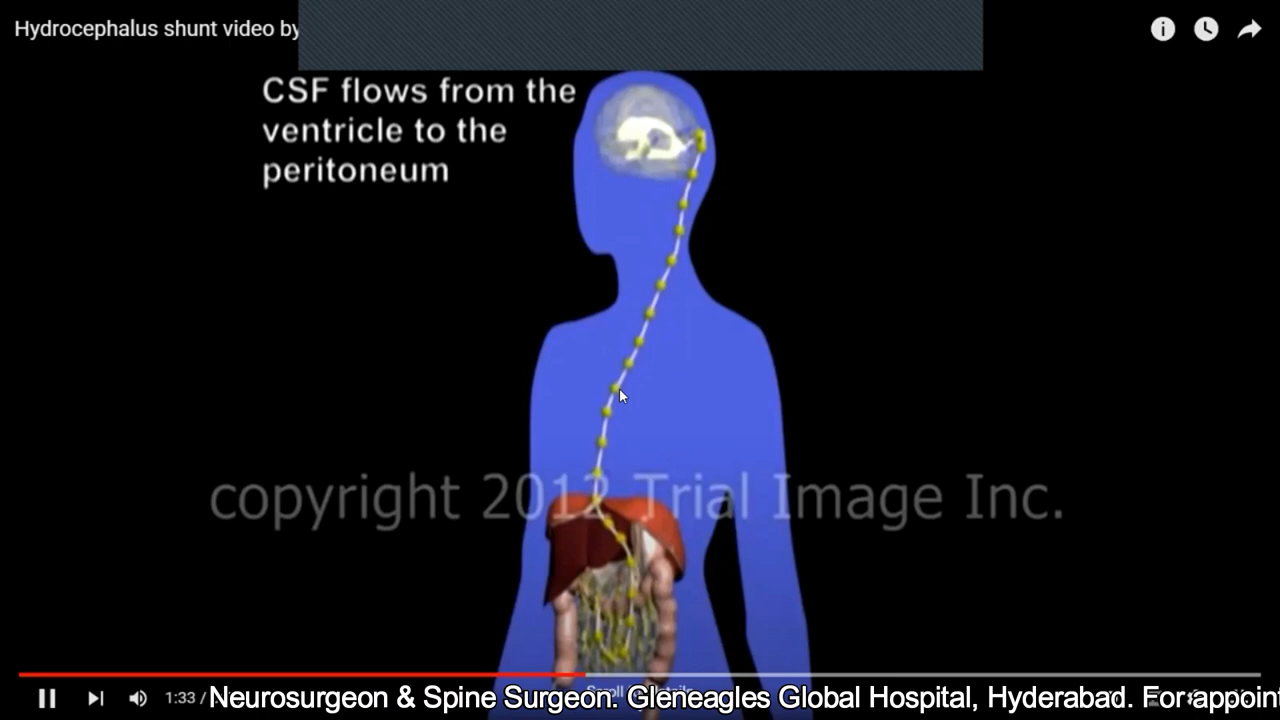 Hydrocephalus shunt video by
CSF flows from the
ventricle to the
peritoneum
copyright 2012 Trial Image Inc.
1:33 /
Neurosurgeon & Spine Surgeon. Gleneagles Global Hospital, Hyderabad. For appoint